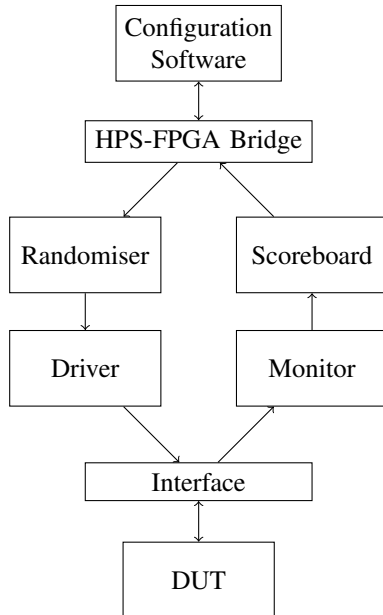 Configuration
Software
HPS-FPGA Bridge
Randomiser
Scoreboard
Driver
Monitor
Interface
DUT